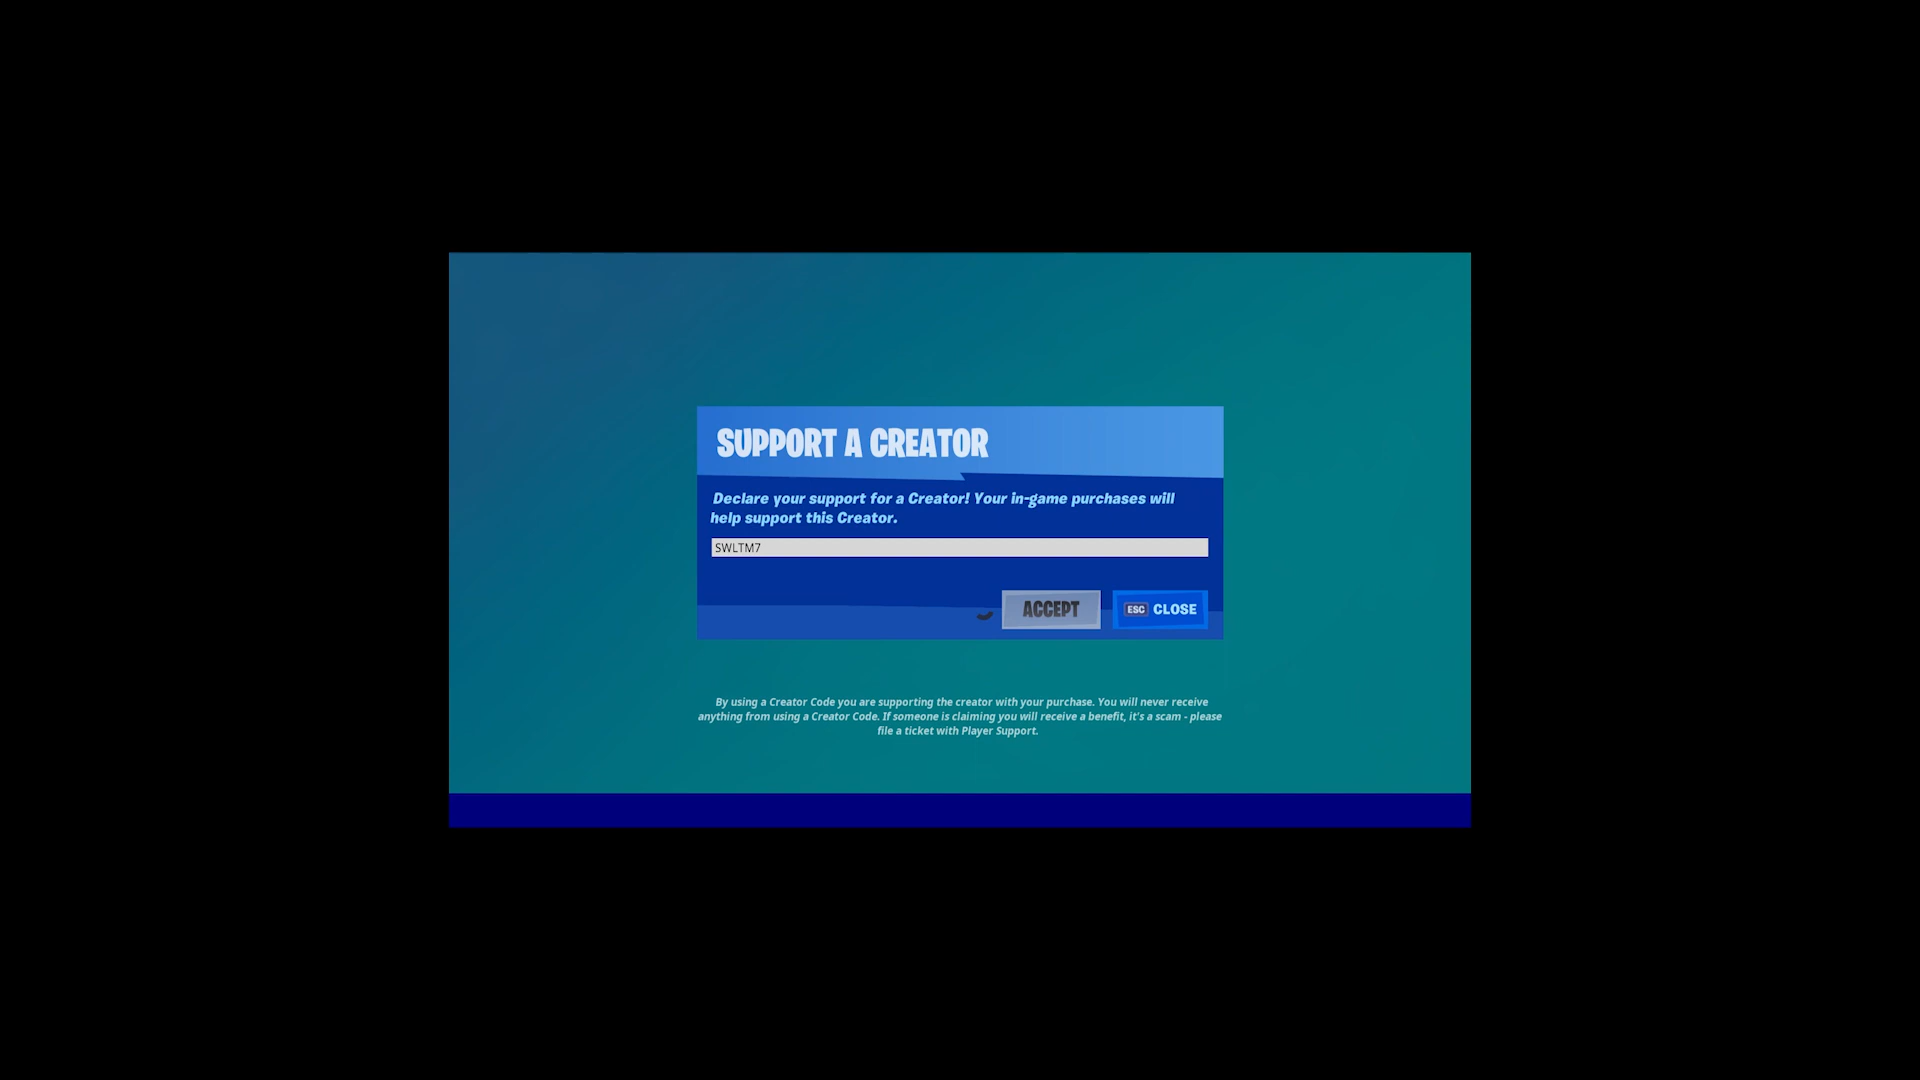 SUPPORT A CREATOR
Declare your support for a Creator! Your in-game purchases will
help support this Creator.
SWLTM7
ACCEPT
ESC CLOSE
By using a Creator Code you are supporting the creator with your purchase. You will never receive
anything from using a Creator Code. If someone is claiming you will receive a benefit, it's a scam - please
file a ticket with Player Support.